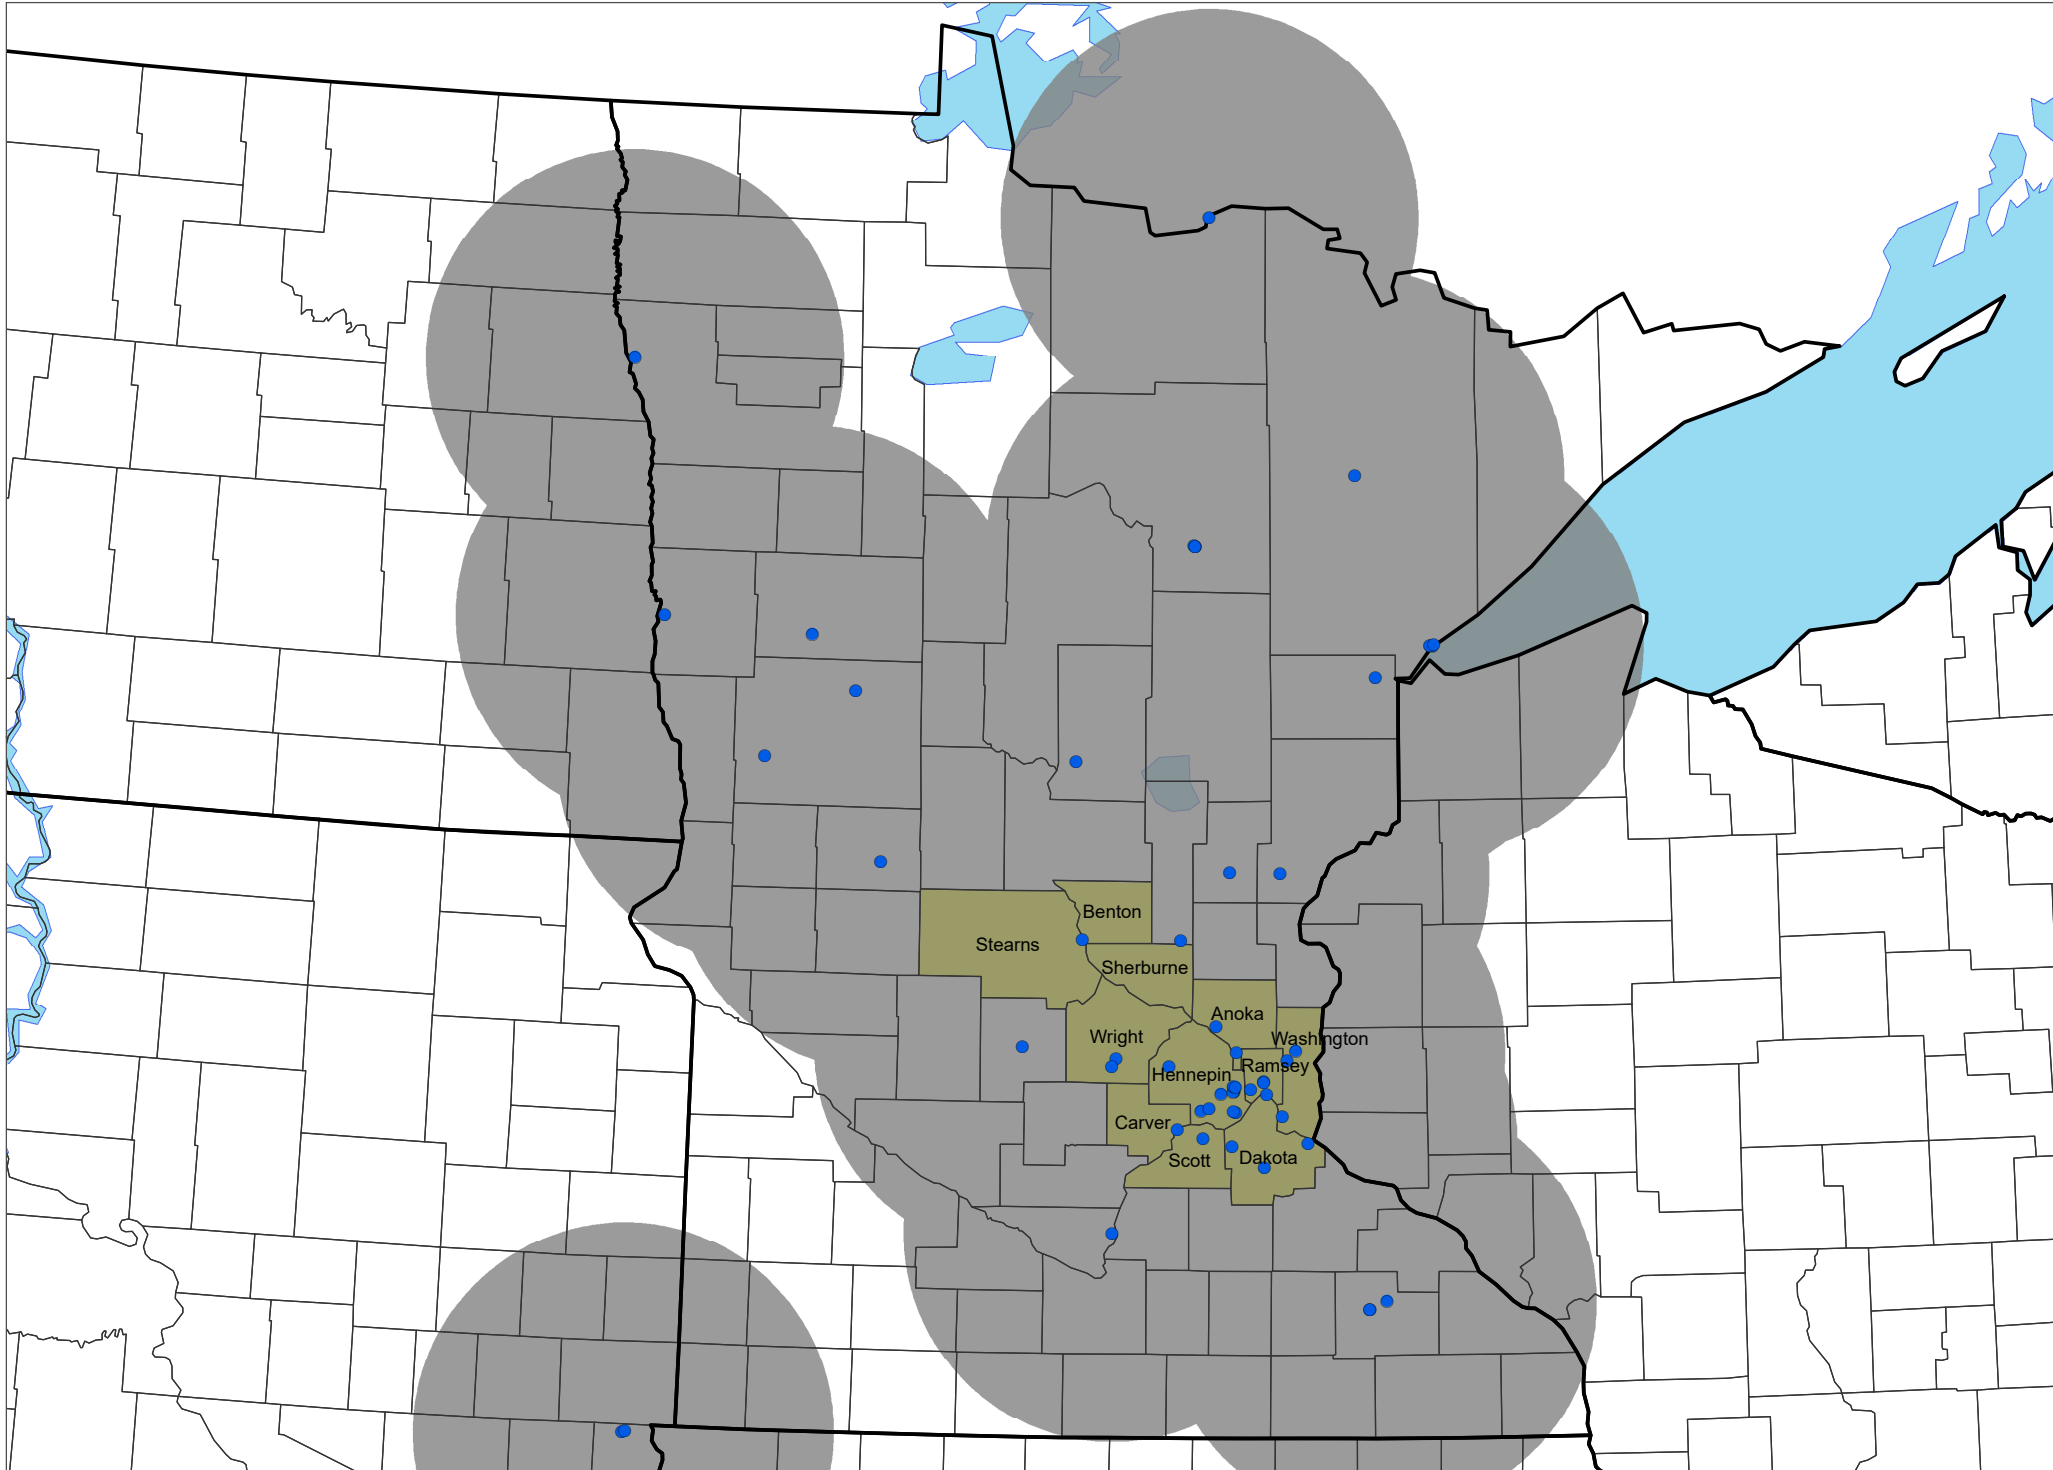 Benton
Stearns
Sherburne
Anoka
Wright
Washington
Ramsey
Hennepin
Carver
Scott
Dakota